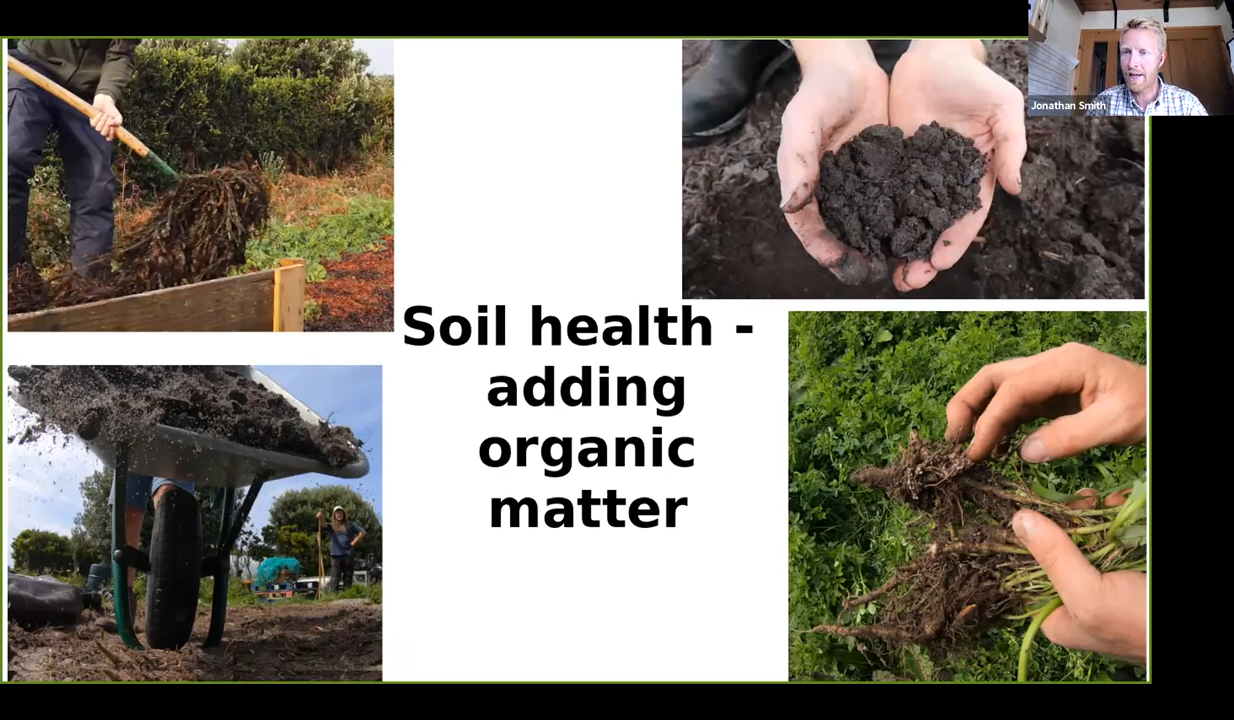 Jonathan Smith
Soil health -
adding
organic
matter